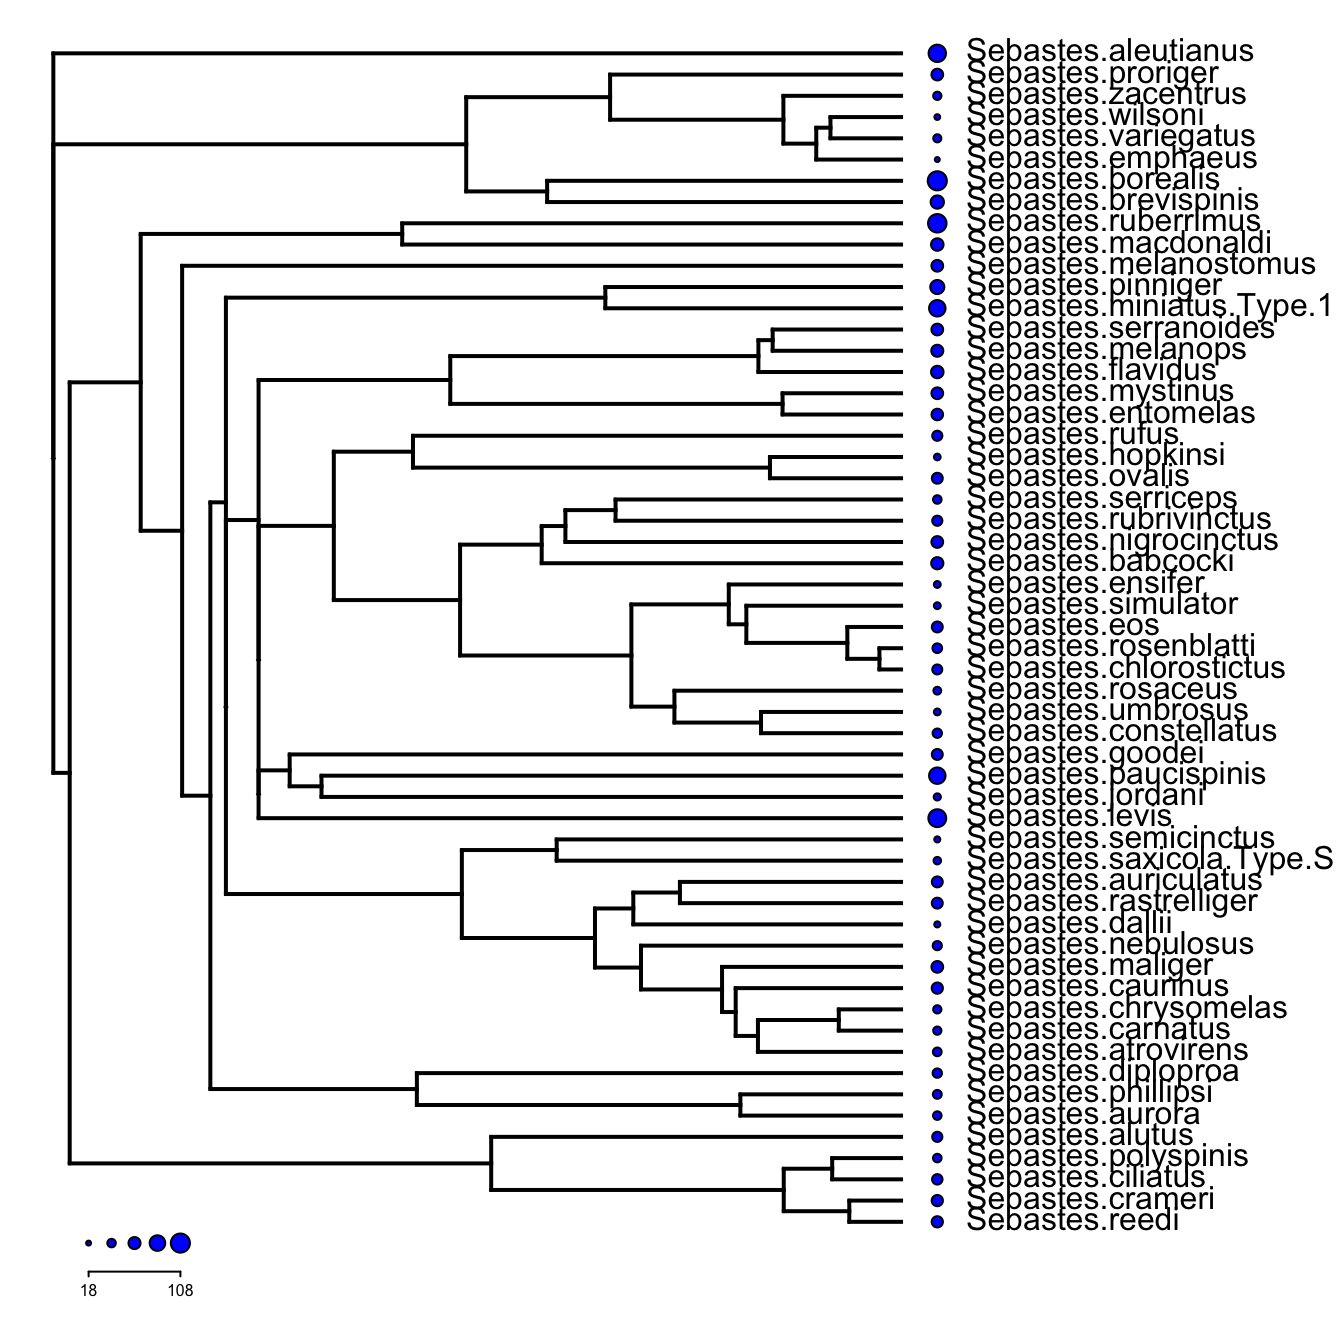 Sebastes.aleutianus
Sebastes.proriger
Sebastes.zacentrus
Sebastes.wilsoni
Sebastes.variegatus
Sebastes.emphaeus
Sebastes.borealis
Sebastes.brevispinis
Sebastes.ruberrimus
Sebastes.macdonaldi
Sebastes.melanostomus
Sebastes.pinniger
Sebastes.miniatus.Type.1
Sebastes.serranoides
Sebastes.melanops
Sebastes.flavidus
Sebastes.mystinus
Sebastes.entomelas
Sebastes.rufus
Sebastes.hopkinsi
Sebastes.ovalis
Sebastes.serriceps
Sebastes.rubrivinctus
Sebastes.nigrocinctus
Sebastes.babcocki
Sebastes.ensifer
Sebastes.simulator
Sebastes.eos
Sebastes.rosenblatti
Sebastes.chlorostictus
Sebastes.rosaceus
Sebastes.umbrosus
Sebastes.constellatus
Sebastes.goodei
Sebastes.paucispinis
Sebastes.jordani
Sebastes.levis
Sebastes.semicinctus
Sebastes.saxicola.Type.S
Sebastes.auriculatus
Sebastes.rastrelliger
Sebastes.dallii
Sebastes.nebulosus
Sebastes.maliger
Sebastes.caurinus
Sebastes.chrysomelas
Sebastes.carnatus
Sebastes.atrovirens
Sebastes.diploproa
Sebastes.phillipsi
Sebastes.aurora
Sebastes.alutus
Sebastes.polyspinis
Sebastes.ciliatus
Sebastes.crameri
Sebastes.reedi
18 108